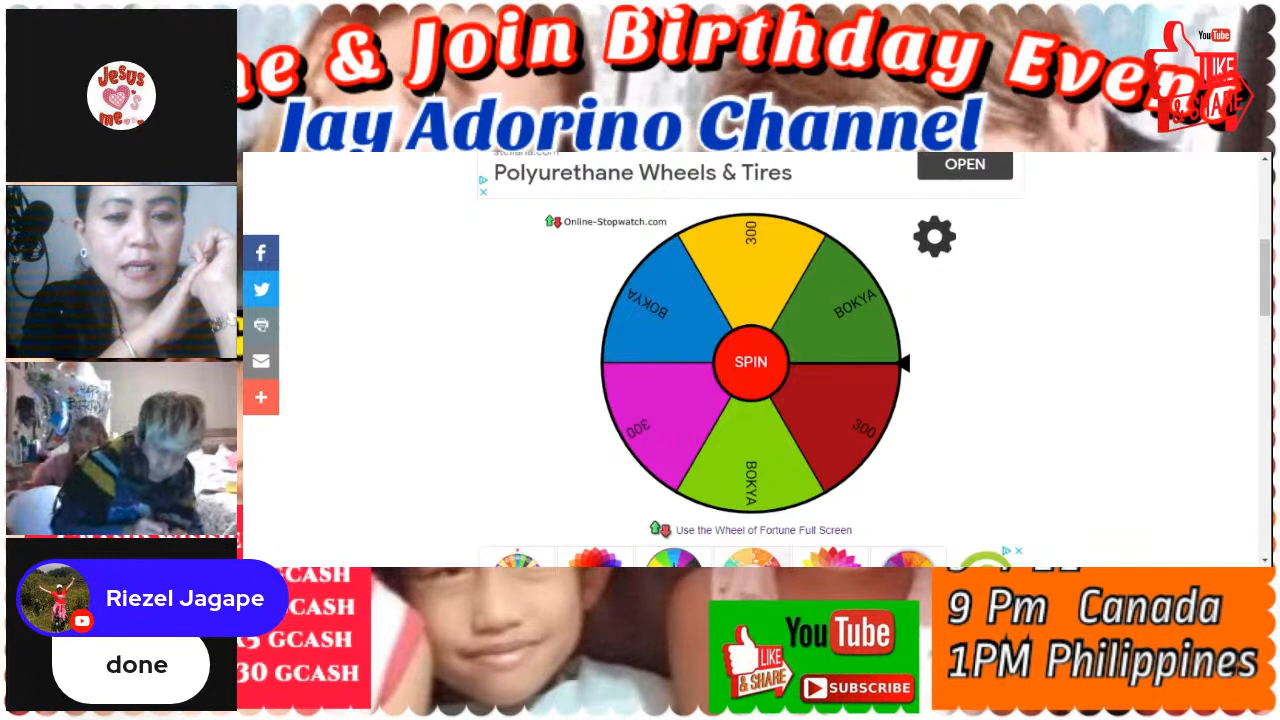 & Join Birthday
Jay Adorino Channel
You Tube
LIKE
& SHARE
Jesus
me
Polyurethane Wheels & Tires
OPEN
Online-Stopwatch.com
300
BOKYA
BOKYA
SPIN
300
300
BOKYA
Use the Wheel of Fortune Full Screen
GCASH
GCASH
GCASH
30 GCASH
Riezel Jagape
done
YouTube
LIKE
& SHARE
SUBSCRIBE
9 Pm Canada
1PM Philippines